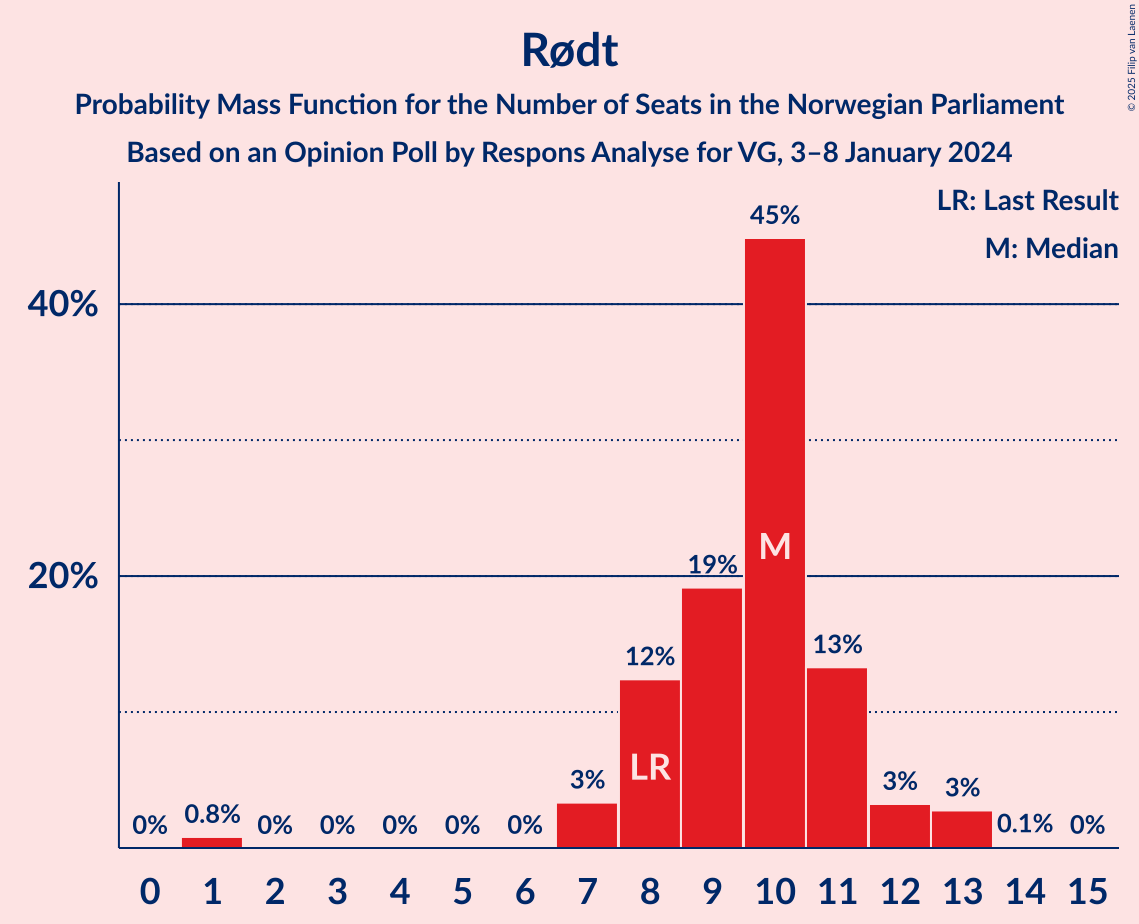 Rødt
Probability Mass Function for the Number of Seats in the Norwegian Parliament
Based on an Opinion Poll by Respons Analyse for VG, 3–8 January 2024
© 2025 Filip van Laenen
LR: Last Result
M: Median
45%
40%
20%
19%
M
12%
13%
LR
3%
3%
3%
0%
0.8%
0%
0%
0%
0%
0%
0.1%
0%
0 1 2 3 4 5 6 7 8 9 10 11 12 13 14 15